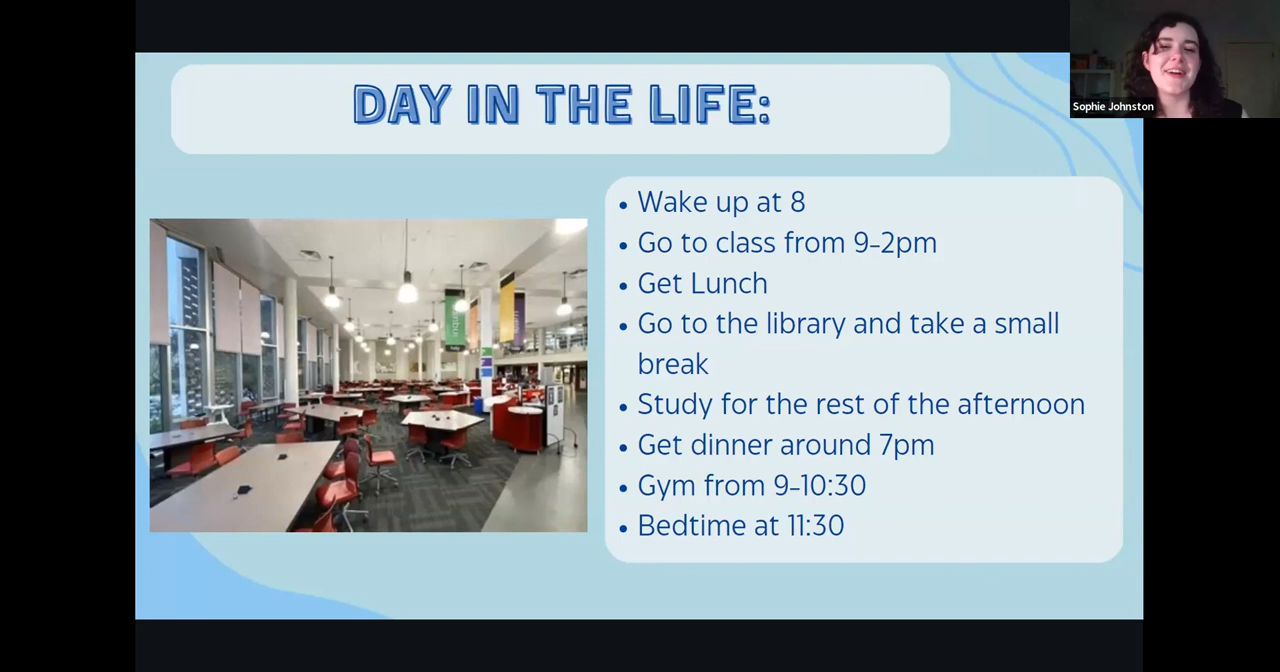 DAY IN THE LIFE:
Sophie Johnston
• Wake up at 8
• Go to class from 9-2pm
• Get Lunch
• Go to the library and take a small
break
• Study for the rest of the afternoon
• Get dinner around 7pm
• Gym from 9-10:30
• Bedtime at 11:30